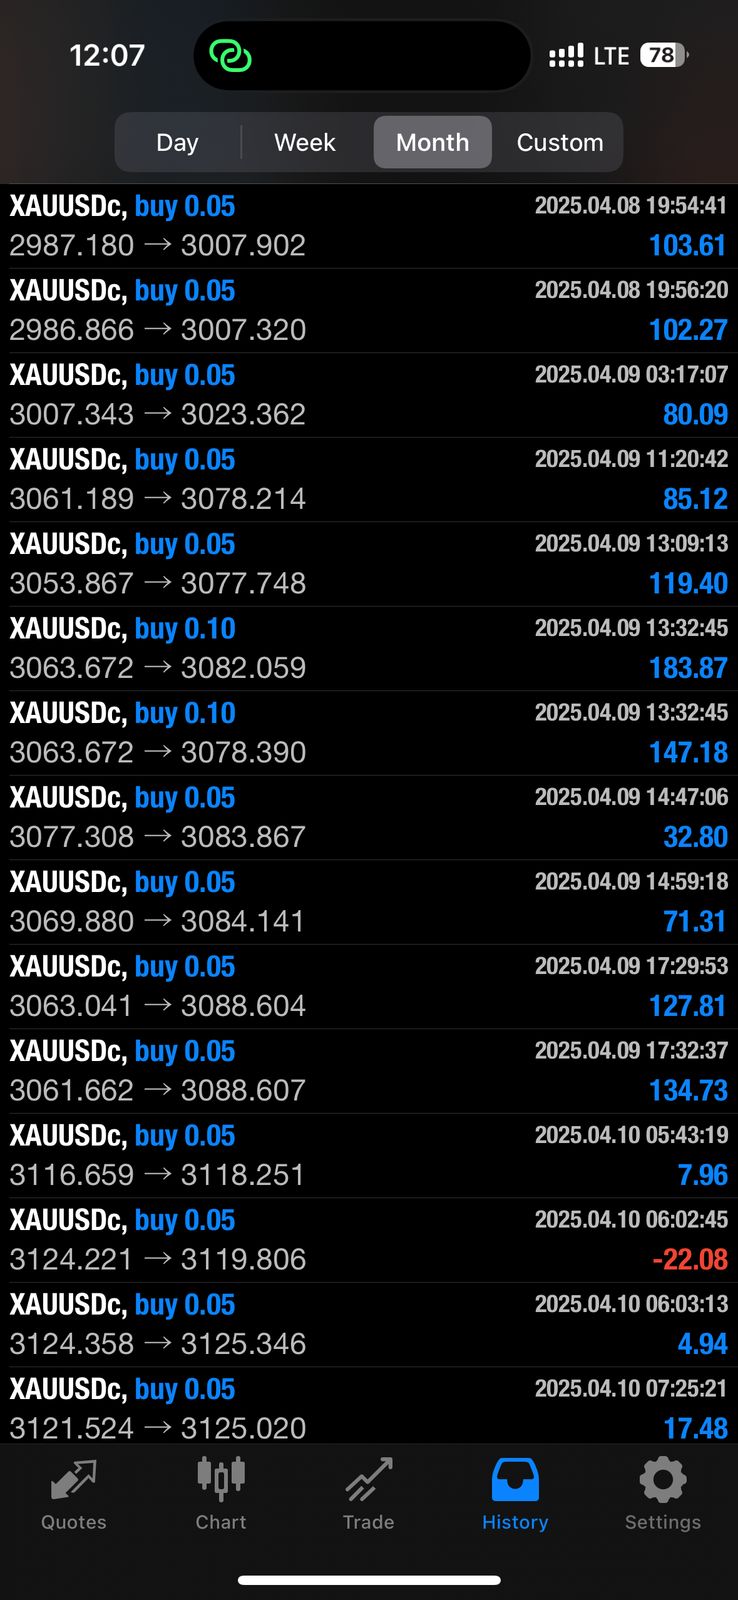 12:07 LTE 78
Day Week Month Custom
XAUUSDc, buy 0.05 2025.04.08 19:54:41
2987.180 → 3007.902 103.61
XAUUSDc, buy 0.05 2025.04.08 19:56:20
2986.866 → 3007.320 102.27
XAUUSDc, buy 0.05 2025.04.09 03:17:07
3007.343 → 3023.362 80.09
XAUUSDc, buy 0.05 2025.04.09 11:20:42
3061.189 → 3078.214 85.12
XAUUSDc, buy 0.05 2025.04.09 13:09:13
3053.867 → 3077.748 119.40
XAUUSDc, buy 0.10 2025.04.09 13:32:45
3063.672 → 3082.059 183.87
XAUUSDc, buy 0.10 2025.04.09 13:32:45
3063.672 → 3078.390 147.18
XAUUSDc, buy 0.05 2025.04.09 14:47:06
3077.308 → 3083.867 32.80
XAUUSDc, buy 0.05 2025.04.09 14:59:18
3069.880 → 3084.141 71.31
XAUUSDc, buy 0.05 2025.04.09 17:29:53
3063.041 → 3088.604 127.81
XAUUSDc, buy 0.05 2025.04.09 17:32:37
3061.662 → 3088.607 134.73
XAUUSDc, buy 0.05 2025.04.10 05:43:19
3116.659 → 3118.251 7.96
XAUUSDc, buy 0.05 2025.04.10 06:02:45
3124.221 → 3119.806 -22.08
XAUUSDc, buy 0.05 2025.04.10 06:03:13
3124.358 → 3125.346 4.94
XAUUSDc, buy 0.05 2025.04.10 07:25:21
3121.524 → 3125.020 17.48
Quotes Chart Trade History Settings